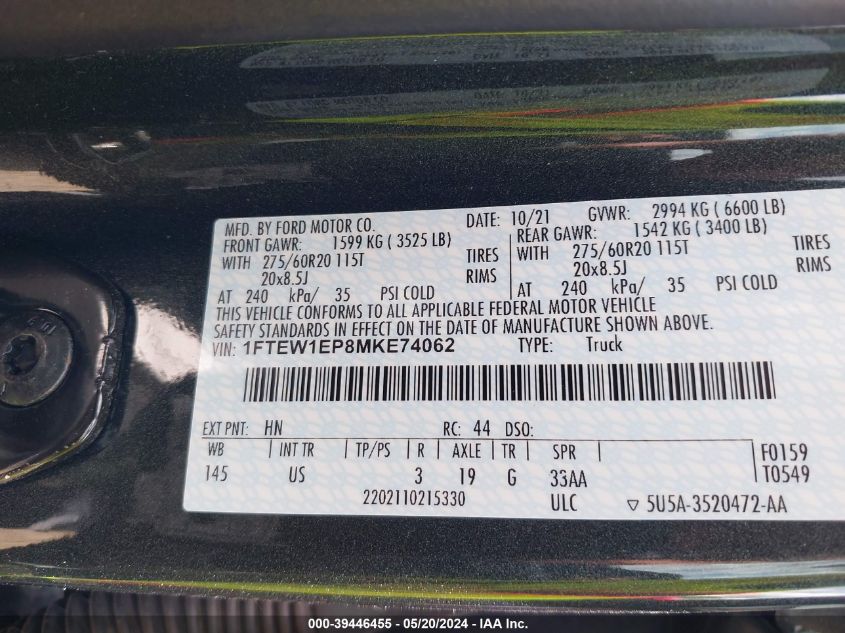 MFD. BY FORD MOTOR CO. DATE: 10/21 GVWR: 2994 KG ( 6600 LB)
FRONT GAWR: 1599 KG ( 3525 LB) REAR GAWR: 1542 KG ( 3400 LB)
WITH 275/60R20 115T TIRES WITH 275/60R20 115T TIRES
20x8.5J RIMS 20x8.5J RIMS
AT 240 kPa/ 35 PSI COLD AT 240 kPa/ 35 PSI COLD
THIS VEHICLE CONFORMS TO ALL APPLICABLE FEDERAL MOTOR VEHICLE
SAFETY STANDARDS IN EFFECT ON THE DATE OF MANUFACTURE SHOWN ABOVE.
VIN: 1FTEW1EP8MKE74062 TYPE: Truck
EXT PNT: HN RC: 44 DSO:
WB INT TR TP/PS R AXLE TR SPR F0159
145 US 3 19 G 33AA T0549
2202110215330 ULC ▽ 5U5A-3520472-AA
000-39446455 - 05/20/2024 - IAA Inc.